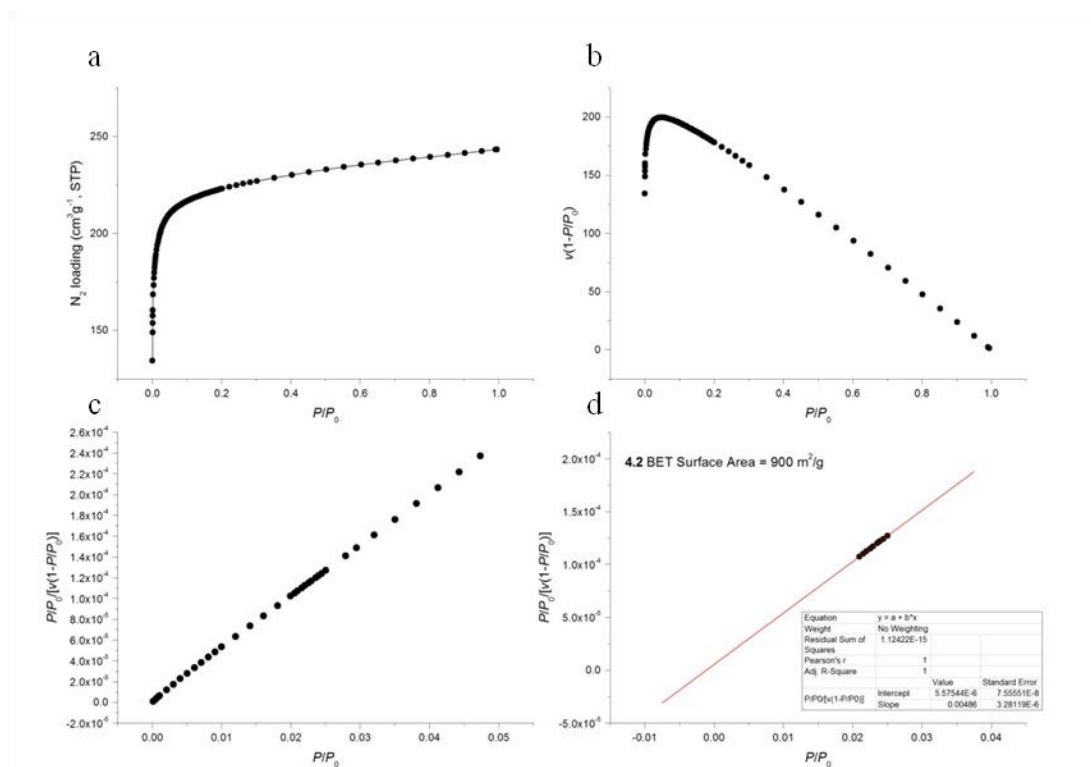 a
N₂ loading (cm³g⁻¹, STP)
250
200
150
0.0 0.2 0.4 0.6 0.8 1.0
P/P₀
b
v(1-P/P₀)
200
150
100
50
0
0.0 0.2 0.4 0.6 0.8 1.0
P/P₀
c
P/P₀/[v(1-P/P₀)]
2.6x10⁻⁴
2.4x10⁻⁴
2.2x10⁻⁴
2.0x10⁻⁴
1.8x10⁻⁴
1.6x10⁻⁴
1.4x10⁻⁴
1.2x10⁻⁴
1.0x10⁻⁴
8.0x10⁻⁵
6.0x10⁻⁵
4.0x10⁻⁵
2.0x10⁻⁵
0.0
-2.0x10⁻⁵
0.00 0.01 0.02 0.03 0.04 0.05
P/P₀
d
4.2 BET Surface Area = 900 m²/g
P/P₀/[v(1-P/P₀)]
2.0x10⁻⁴
1.5x10⁻⁴
1.0x10⁻⁴
5.0x10⁻⁵
0.0
-5.0x10⁻⁵
Equation y = a + b*x
Weight No Weighting
Residual Sum of Squares 1.12422E-15
Pearson's r 1
Adj. R-Square 1
Value Standard Error
P/P0/[v(1-P/P0)] Intercept 5.57544E-6 7.55551E-8
Slope 0.00486 3.28119E-6
-0.01 0.00 0.01 0.02 0.03 0.04
P/P₀